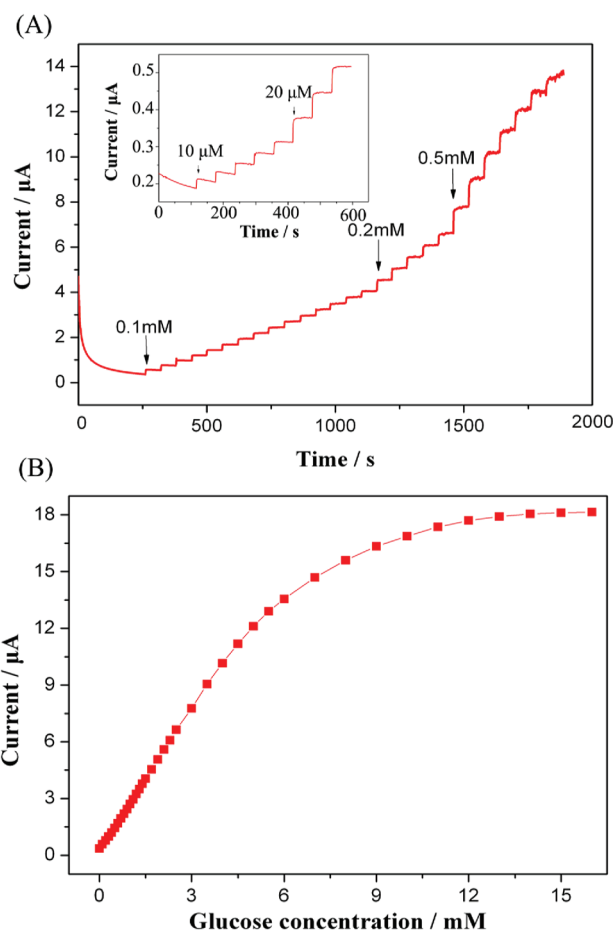 (A)
14
12
10
8
6
4
2
0
Current / μA
0.5
0.4
0.3
0.2
Current / μA
10 μM
20 μM
0 200 400 600
Time / s
0.1mM
0.2mM
0.5mM
0 500 1000 1500 2000
Time / s
(B)
18
15
12
9
6
3
0
Current / μA
0 3 6 9 12 15
Glucose concentration / mM